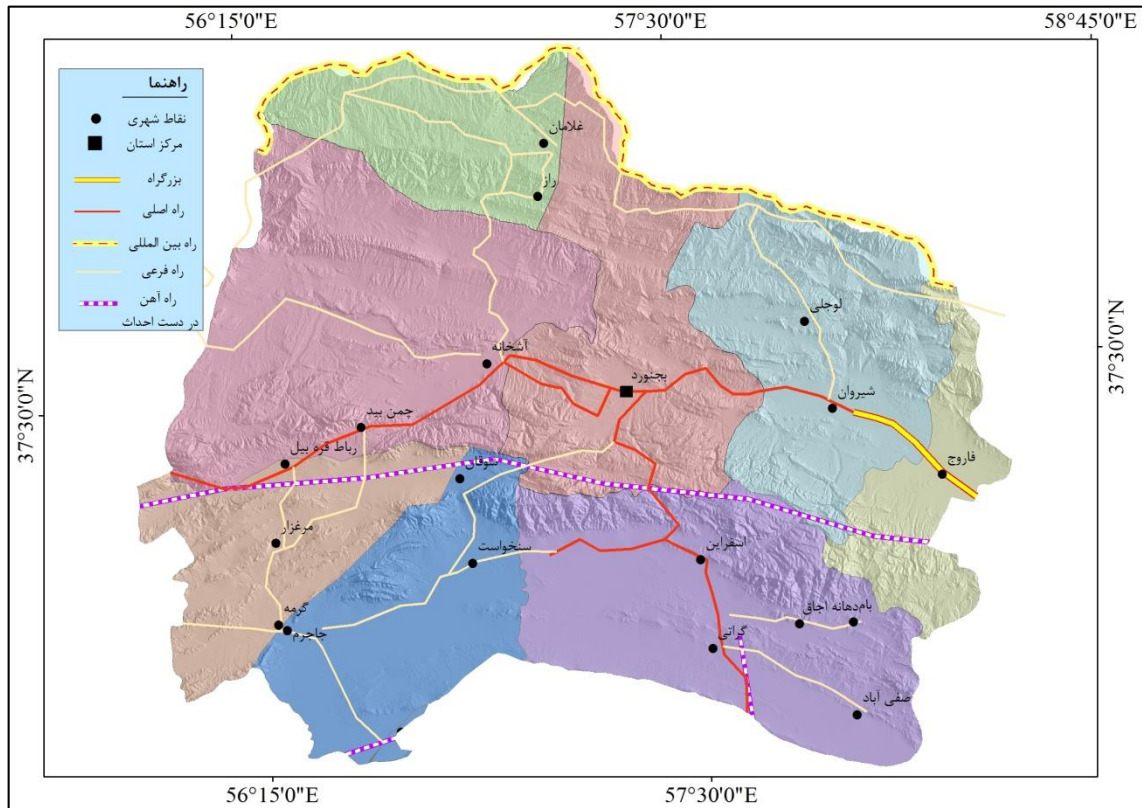 56°15'0"E
57°30'0"E
58°45'0"E
راهنما
نقاط شهری
مرکز استان
بزرگراه
راه اصلی
راه بین المللی
راه فرعی
راه آهن
در دست احداث
غلامان
راز
لوجلی
37°30'0"N
آشخانه
بجنورد
شیروان
37°30'0"N
چمن بید
رباط قره بیل
فاروج
شوقان
مرغزار
سنخواست
اسفراین
گرمه
جاجرم
بام
دهانه اجاق
گراتی
صفی آباد
56°15'0"E
57°30'0"E